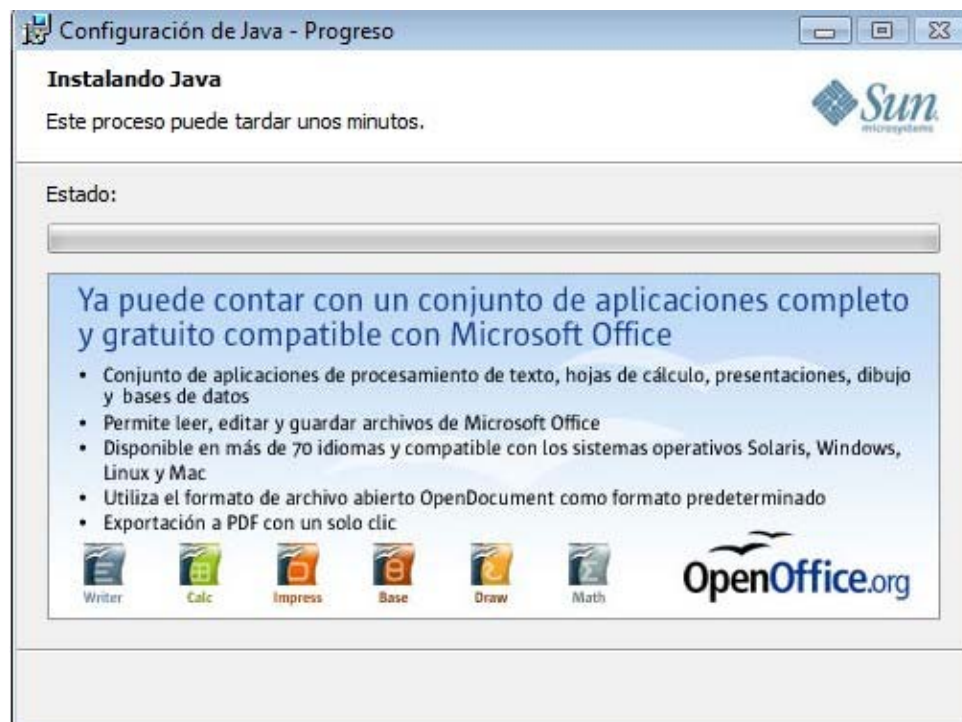 Configuración de Java - Progreso
Instalando Java
Este proceso puede tardar unos minutos.
Sun
microsystems
Estado:
Ya puede contar con un conjunto de aplicaciones completo
y gratuito compatible con Microsoft Office
• Conjunto de aplicaciones de procesamiento de texto, hojas de cálculo, presentaciones, dibujo
y bases de datos
• Permite leer, editar y guardar archivos de Microsoft Office
• Disponible en más de 70 idiomas y compatible con los sistemas operativos Solaris, Windows,
Linux y Mac
• Utiliza el formato de archivo abierto OpenDocument como formato predeterminado
• Exportación a PDF con un solo clic
Writer Calc Impress Base Draw Math
OpenOffice.org